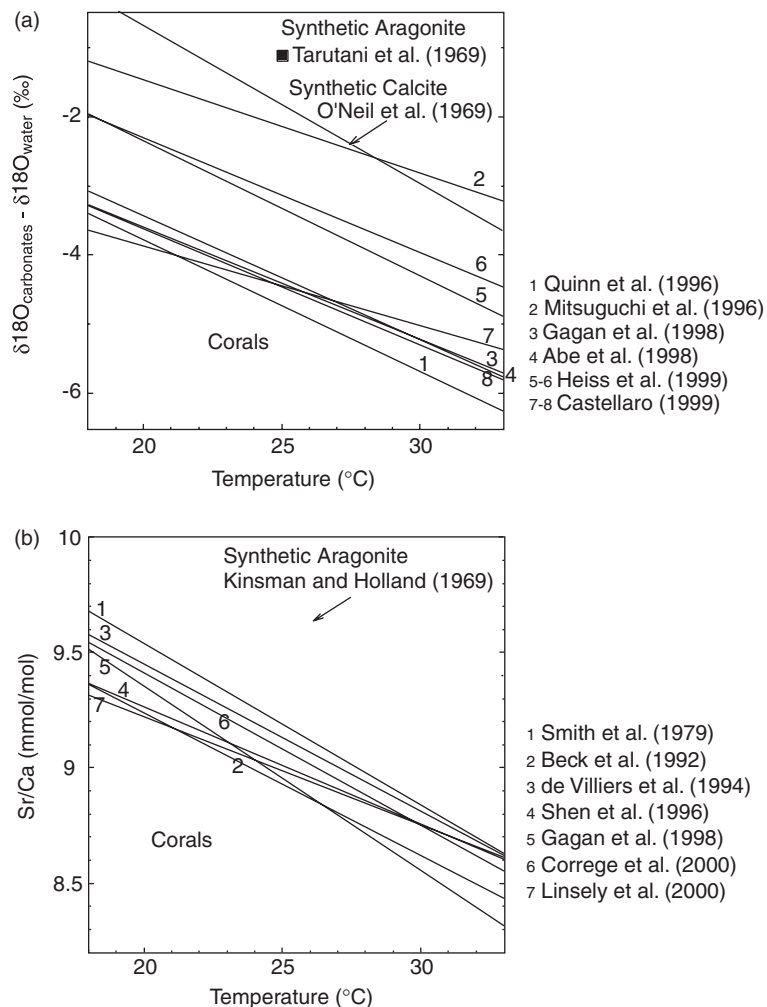 (a)
Synthetic Aragonite
Tarutani et al. (1969)
Synthetic Calcite
O'Neil et al. (1969)
δ18Ocarbonates - δ18Owater (‰)
-2
-4
-6
2
6
5
7
3
4
8
1
Corals
20
25
30
Temperature (°C)
1 Quinn et al. (1996)
2 Mitsuguchi et al. (1996)
3 Gagan et al. (1998)
4 Abe et al. (1998)
5-6 Heiss et al. (1999)
7-8 Castellaro (1999)
(b)
10
9.5
9
8.5
Sr/Ca (mmol/mol)
Synthetic Aragonite
Kinsman and Holland (1969)
1
3
5
4
7
6
2
Corals
20
25
30
Temperature (°C)
1 Smith et al. (1979)
2 Beck et al. (1992)
3 de Villiers et al. (1994)
4 Shen et al. (1996)
5 Gagan et al. (1998)
6 Correge et al. (2000)
7 Linsely et al. (2000)